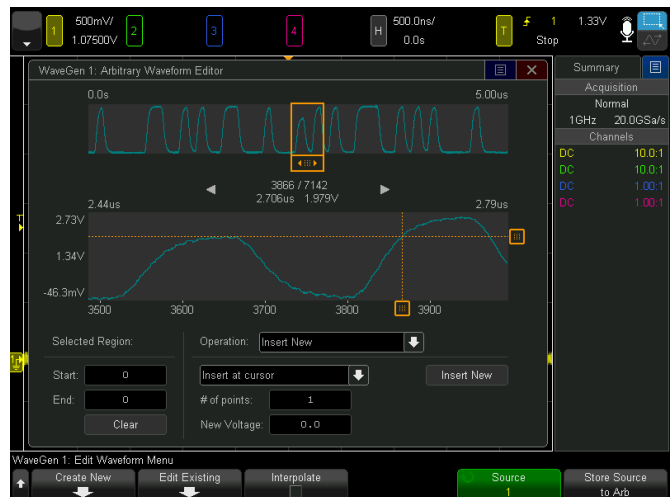 1 500mV/ 1.07500V 2 3 4 H 500.0ns/ 0.0s T 1 Stop 1.33V
WaveGen 1: Arbitrary Waveform Editor
0.0s 5.00us
3866 / 7142
2.706us 1.979V
2.44us 2.79us
2.73V
1.34V
-46.3mV
3500 3600 3700 3800 3900
Selected Region: Operation: Insert New
Start: 0 Insert at cursor Insert New
End: 0 # of points: 1
Clear New Voltage: 0.0
Summary
Acquisition
Normal
1GHz 20.0GSa/s
Channels
DC 10.0:1
DC 10.0:1
DC 1.00:1
DC 1.00:1
T
WaveGen 1: Edit Waveform Menu
Create New Edit Existing Interpolate Source 1 Store Source to Arb